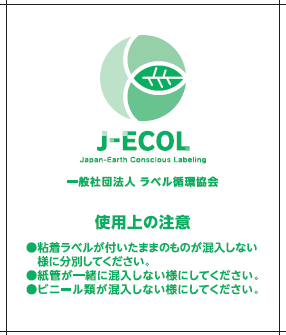 J-ECOL
Japan-Earth Conscious Labeling
一般社団法人 ラベル循環協会
使用上の注意
●粘着ラベルが付いたままのものが混入しない
様に分別してください。
●紙管が一緒に混入しない様にしてください。
●ビニール類が混入しない様にしてください。